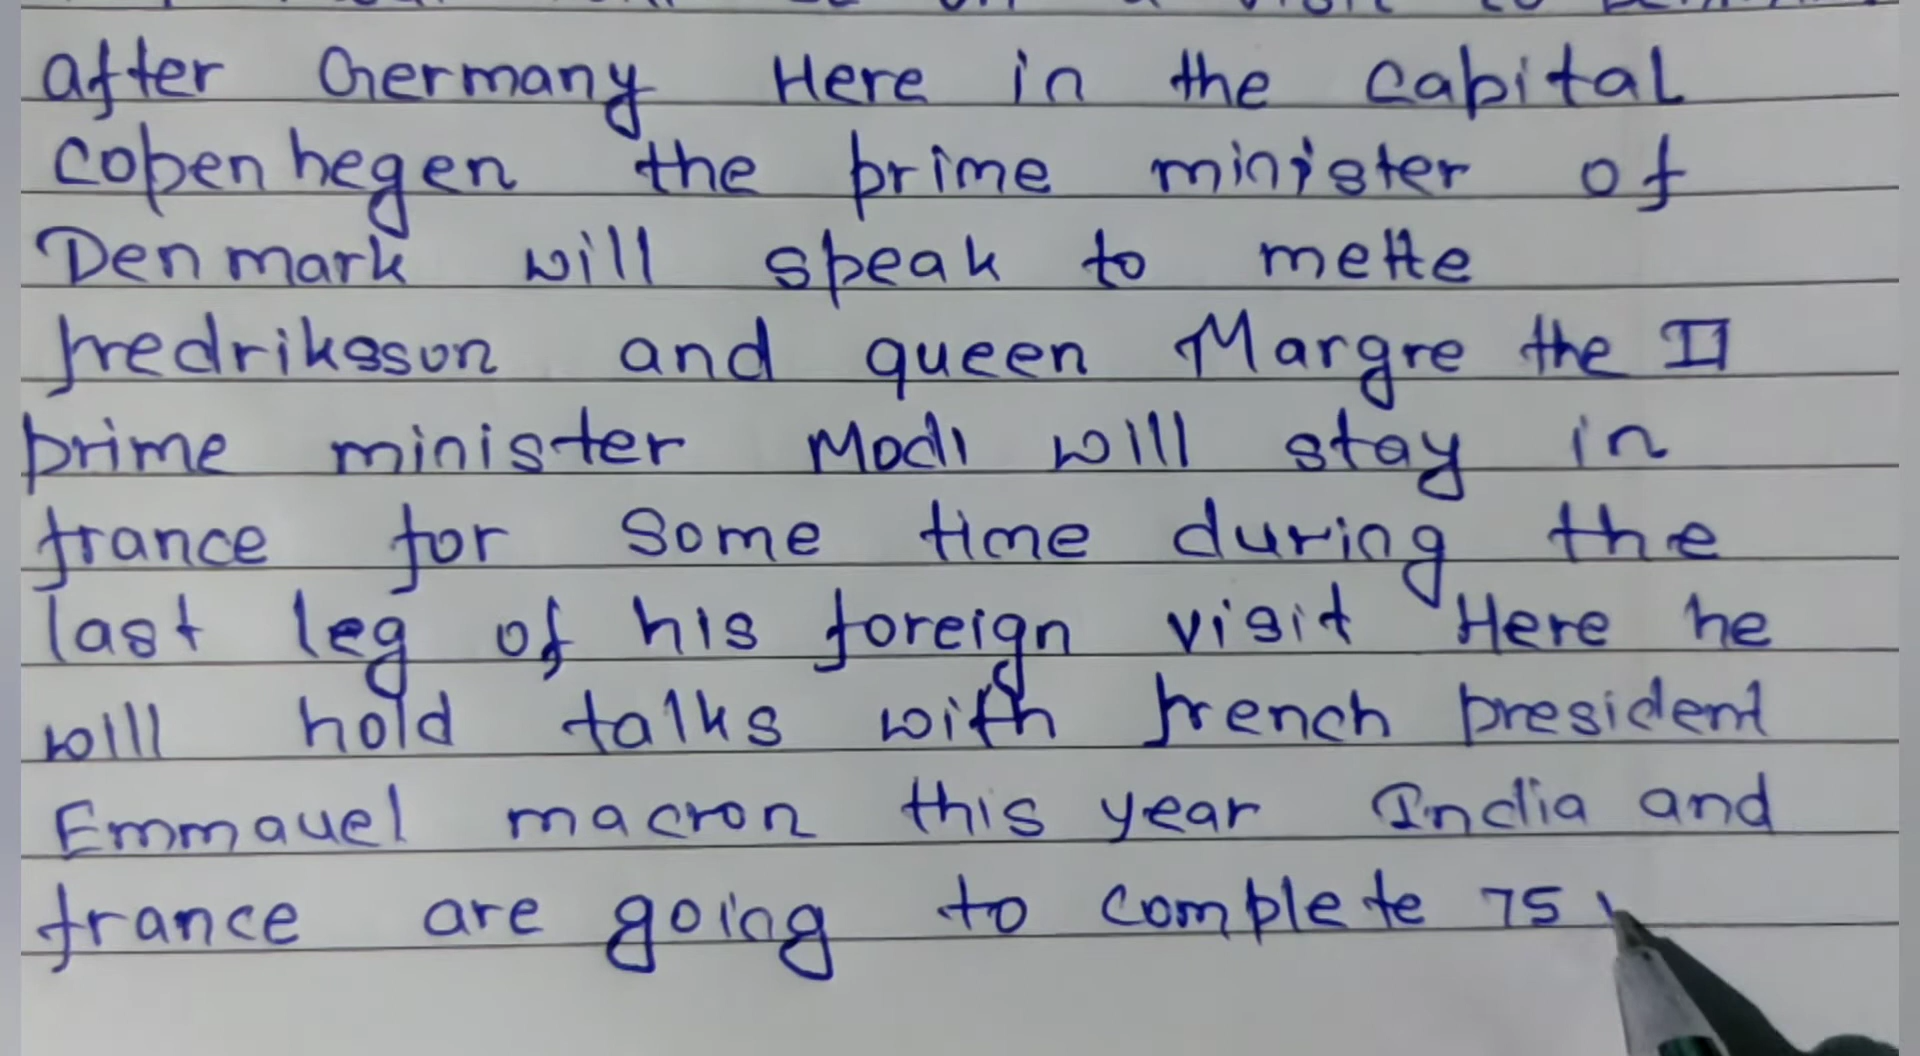 after Germany Here in the capital
copenhegen the prime minister of
Denmark will speak to mette
fredriksson and queen Margre the II
prime minister Modi will stay in
france for some time during the
last leg of his foreign visit Here he
will hold talks with french president
Emmauel macron this year India and
france are going to complete 75